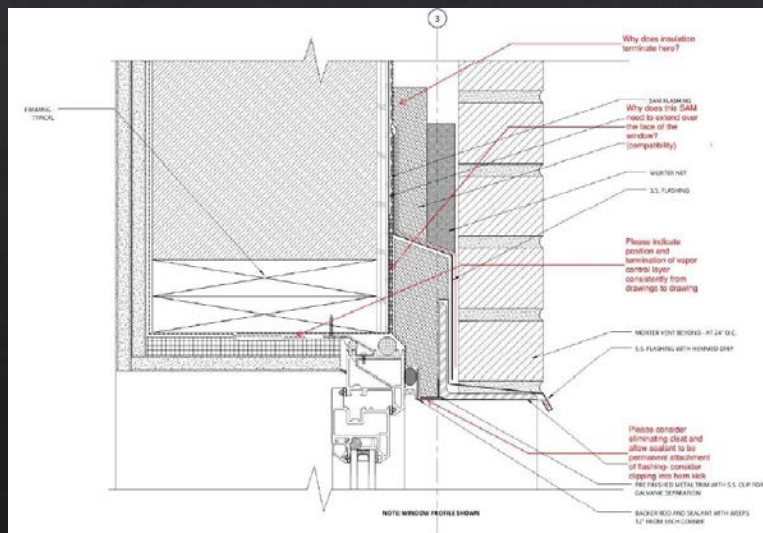 3
Why does insulation
terminate here?
FRAMING -
TYPICAL
SAM FLASHING
Why does this SAM
need to extend over
the face of the
window?
(compatibility)
MORTER NET
S.S. FLASHING
Please indicate
position and
termination of vapor
control layer
consistently from
drawings to drawing
MORTER VENT BEYOND - AT 24" O.C.
S.S. FLASHING WITH HEMMED DRIP
Please consider
eliminating cleat and
allow sealant to be
permanent attachment
of flashing- consider
clipping into hem kick
PRE FINISHED METAL TRIM WITH S.S. CLIP FOR
GALVANIC SEPARATION
NOTE: WINDOW PROFILE SHOWN
BACKER ROD AND SEALANT WITH WEEPS
12" FROM EACH CORNER